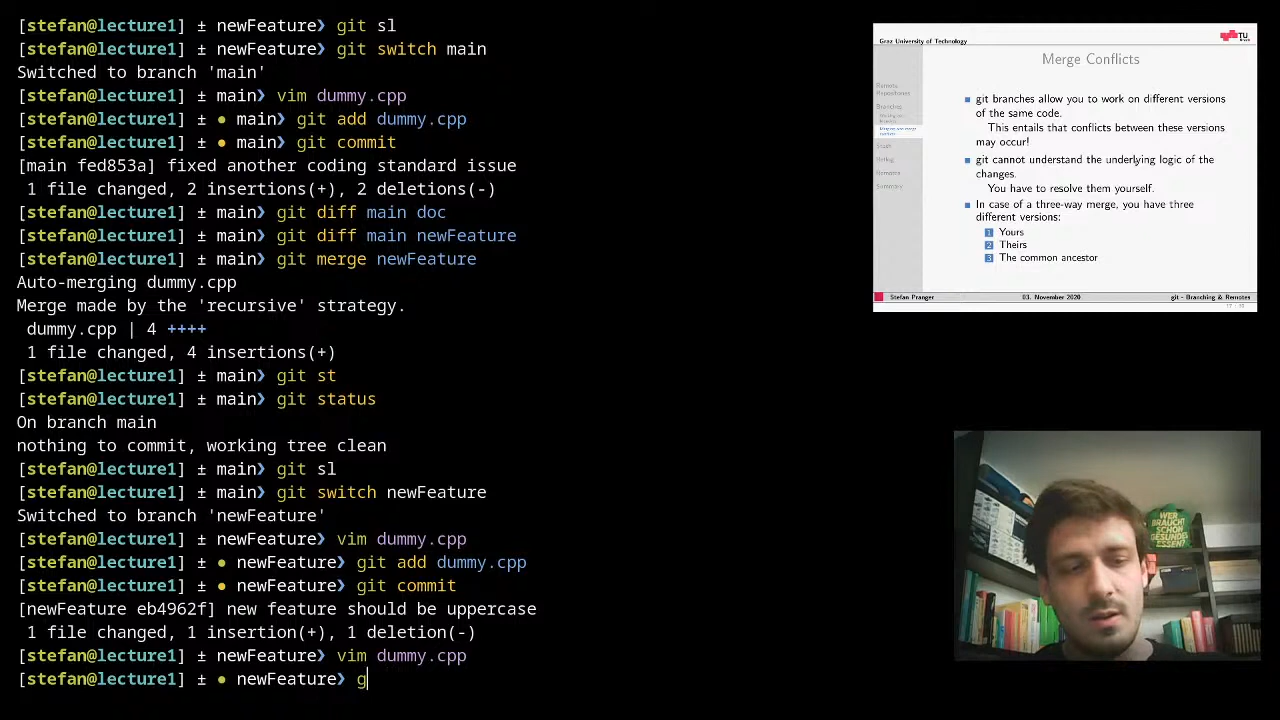 [stefan@lecture1] ± newFeature❯ git sl
[stefan@lecture1] ± newFeature❯ git switch main
Switched to branch 'main'
[stefan@lecture1] ± main❯ vim dummy.cpp
[stefan@lecture1] ± ● main❯ git add dummy.cpp
[stefan@lecture1] ± ● main❯ git commit
[main fed853a] fixed another coding standard issue
1 file changed, 2 insertions(+), 2 deletions(-)
[stefan@lecture1] ± main❯ git diff main doc
[stefan@lecture1] ± main❯ git diff main newFeature
[stefan@lecture1] ± main❯ git merge newFeature
Auto-merging dummy.cpp
Merge made by the 'recursive' strategy.
dummy.cpp | 4 ++++
1 file changed, 4 insertions(+)
[stefan@lecture1] ± main❯ git st
[stefan@lecture1] ± main❯ git status
On branch main
nothing to commit, working tree clean
[stefan@lecture1] ± main❯ git sl
[stefan@lecture1] ± main❯ git switch newFeature
Switched to branch 'newFeature'
[stefan@lecture1] ± newFeature❯ vim dummy.cpp
[stefan@lecture1] ± ● newFeature❯ git add dummy.cpp
[stefan@lecture1] ± ● newFeature❯ git commit
[newFeature eb4962f] new feature should be uppercase
1 file changed, 1 insertion(+), 1 deletion(-)
[stefan@lecture1] ± newFeature❯ vim dummy.cpp
[stefan@lecture1] ± ● newFeature❯ g
Graz University of Technology
TU
Merge Conflicts
Remote
Repositories
Branches
Stash
Remotes
Summary
git branches allow you to work on different versions
of the same code.
This entails that conflicts between these versions
may occur!
git cannot understand the underlying logic of the
changes.
You have to resolve them yourself.
In case of a three-way merge, you have three
different versions:
1 Yours
2 Theirs
3 The common ancestor
Stefan Pranger
03. November 2020
git - Branching & Remotes
WER
BRAUCHT
SCHON
GESUNDES
ESSEN?